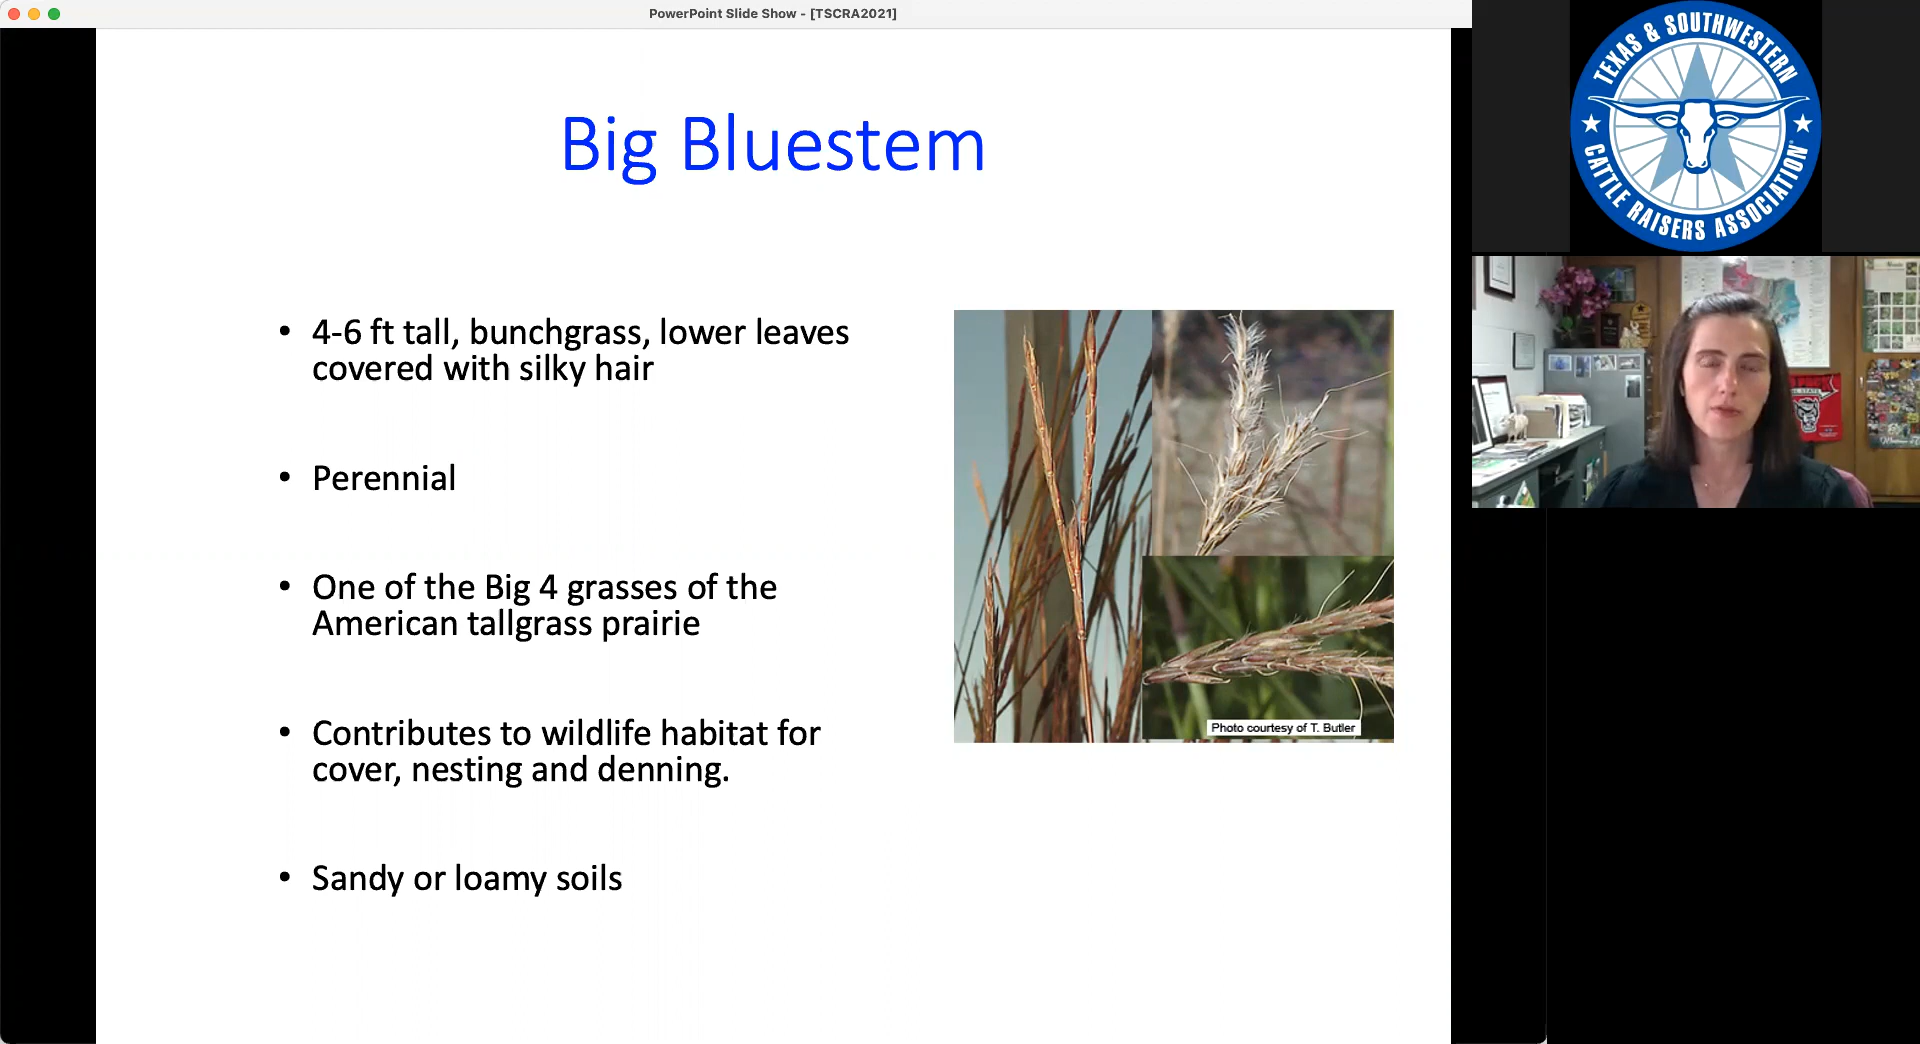 PowerPoint Slide Show - [TSCRA2021]
Big Bluestem
• 4-6 ft tall, bunchgrass, lower leaves
covered with silky hair
• Perennial
• One of the Big 4 grasses of the
American tallgrass prairie
• Contributes to wildlife habitat for
cover, nesting and denning.
• Sandy or loamy soils
Photo courtesy of T. Butler
TEXAS & SOUTHWESTERN
CATTLE RAISERS ASSOCIATION